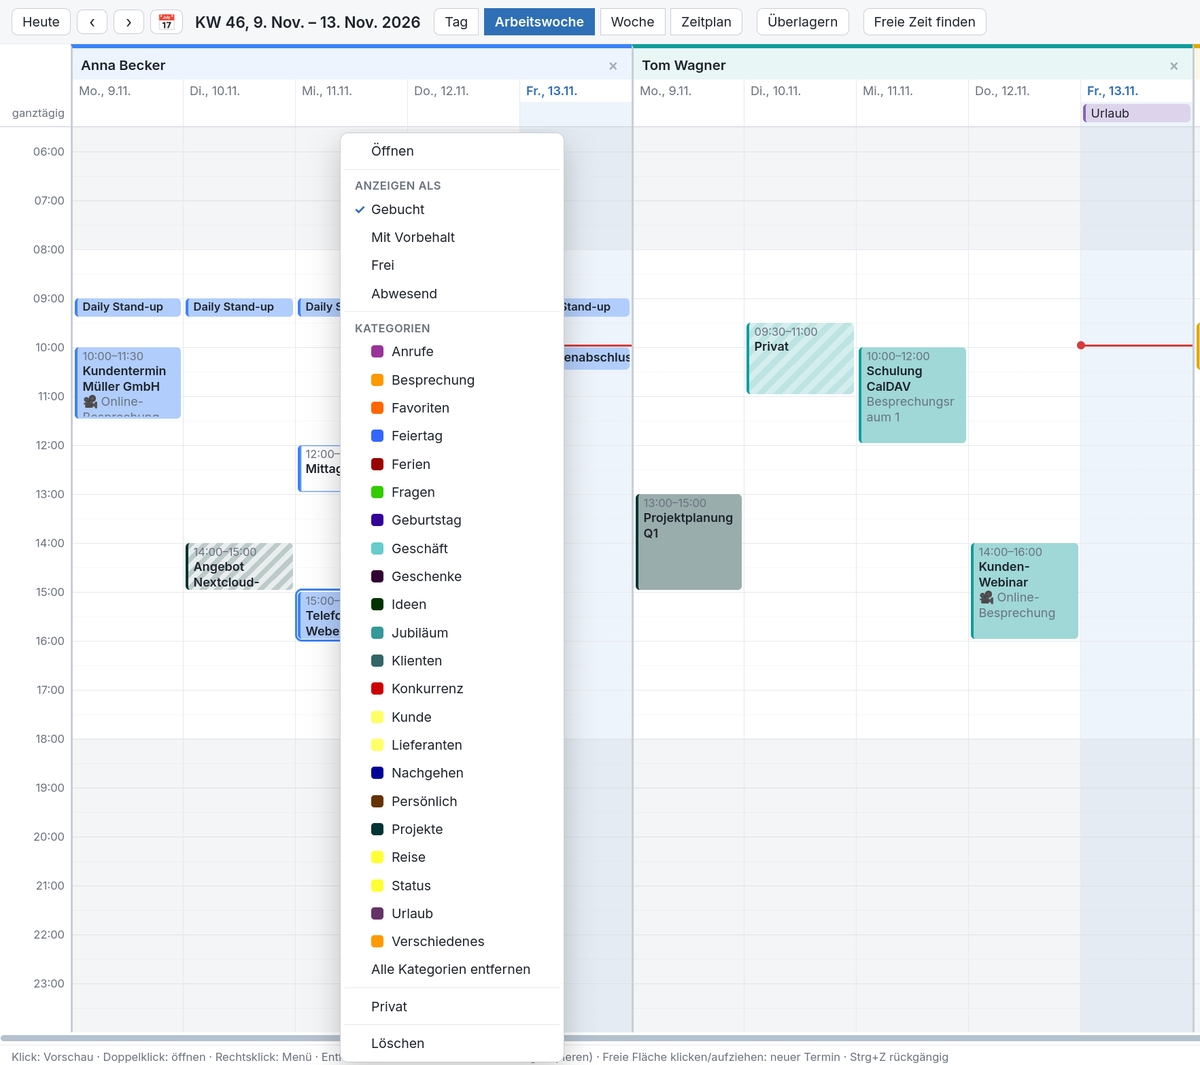 Heute ‹ › KW 46, 9. Nov. – 13. Nov. 2026 Tag Arbeitswoche Woche Zeitplan Überlagern Freie Zeit finden
Anna Becker ×
Mo., 9.11. Di., 10.11. Mi., 11.11. Do., 12.11. Fr., 13.11.
Tom Wagner ×
Mo., 9.11. Di., 10.11. Mi., 11.11. Do., 12.11. Fr., 13.11.
ganztägig
Urlaub
06:00
07:00
08:00
09:00
10:00
11:00
12:00
13:00
14:00
15:00
16:00
17:00
18:00
19:00
20:00
21:00
22:00
23:00
Daily Stand-up
10:00–11:30
Kundentermin
Müller GmbH
Online-
Besprechung
Daily Stand-up
14:00–15:00
Angebot
Nextcloud-
Daily S
12:00–
Mittag
15:00–
Telefo
Webe
Stand-up
enabschlus
Öffnen
ANZEIGEN ALS
Gebucht
Mit Vorbehalt
Frei
Abwesend
KATEGORIEN
Anrufe
Besprechung
Favoriten
Feiertag
Ferien
Fragen
Geburtstag
Geschäft
Geschenke
Ideen
Jubiläum
Klienten
Konkurrenz
Kunde
Lieferanten
Nachgehen
Persönlich
Projekte
Reise
Status
Urlaub
Verschiedenes
Alle Kategorien entfernen
Privat
Löschen
13:00–15:00
Projektplanung
Q1
09:30–11:00
Privat
10:00–12:00
Schulung
CalDAV
Besprechungsr
aum 1
14:00–16:00
Kunden-
Webinar
Online-
Besprechung
Klick: Vorschau · Doppelklick: öffnen · Rechtsklick: Menü · Ent ieren) · Freie Fläche klicken/aufziehen: neuer Termin · Strg+Z rückgängig